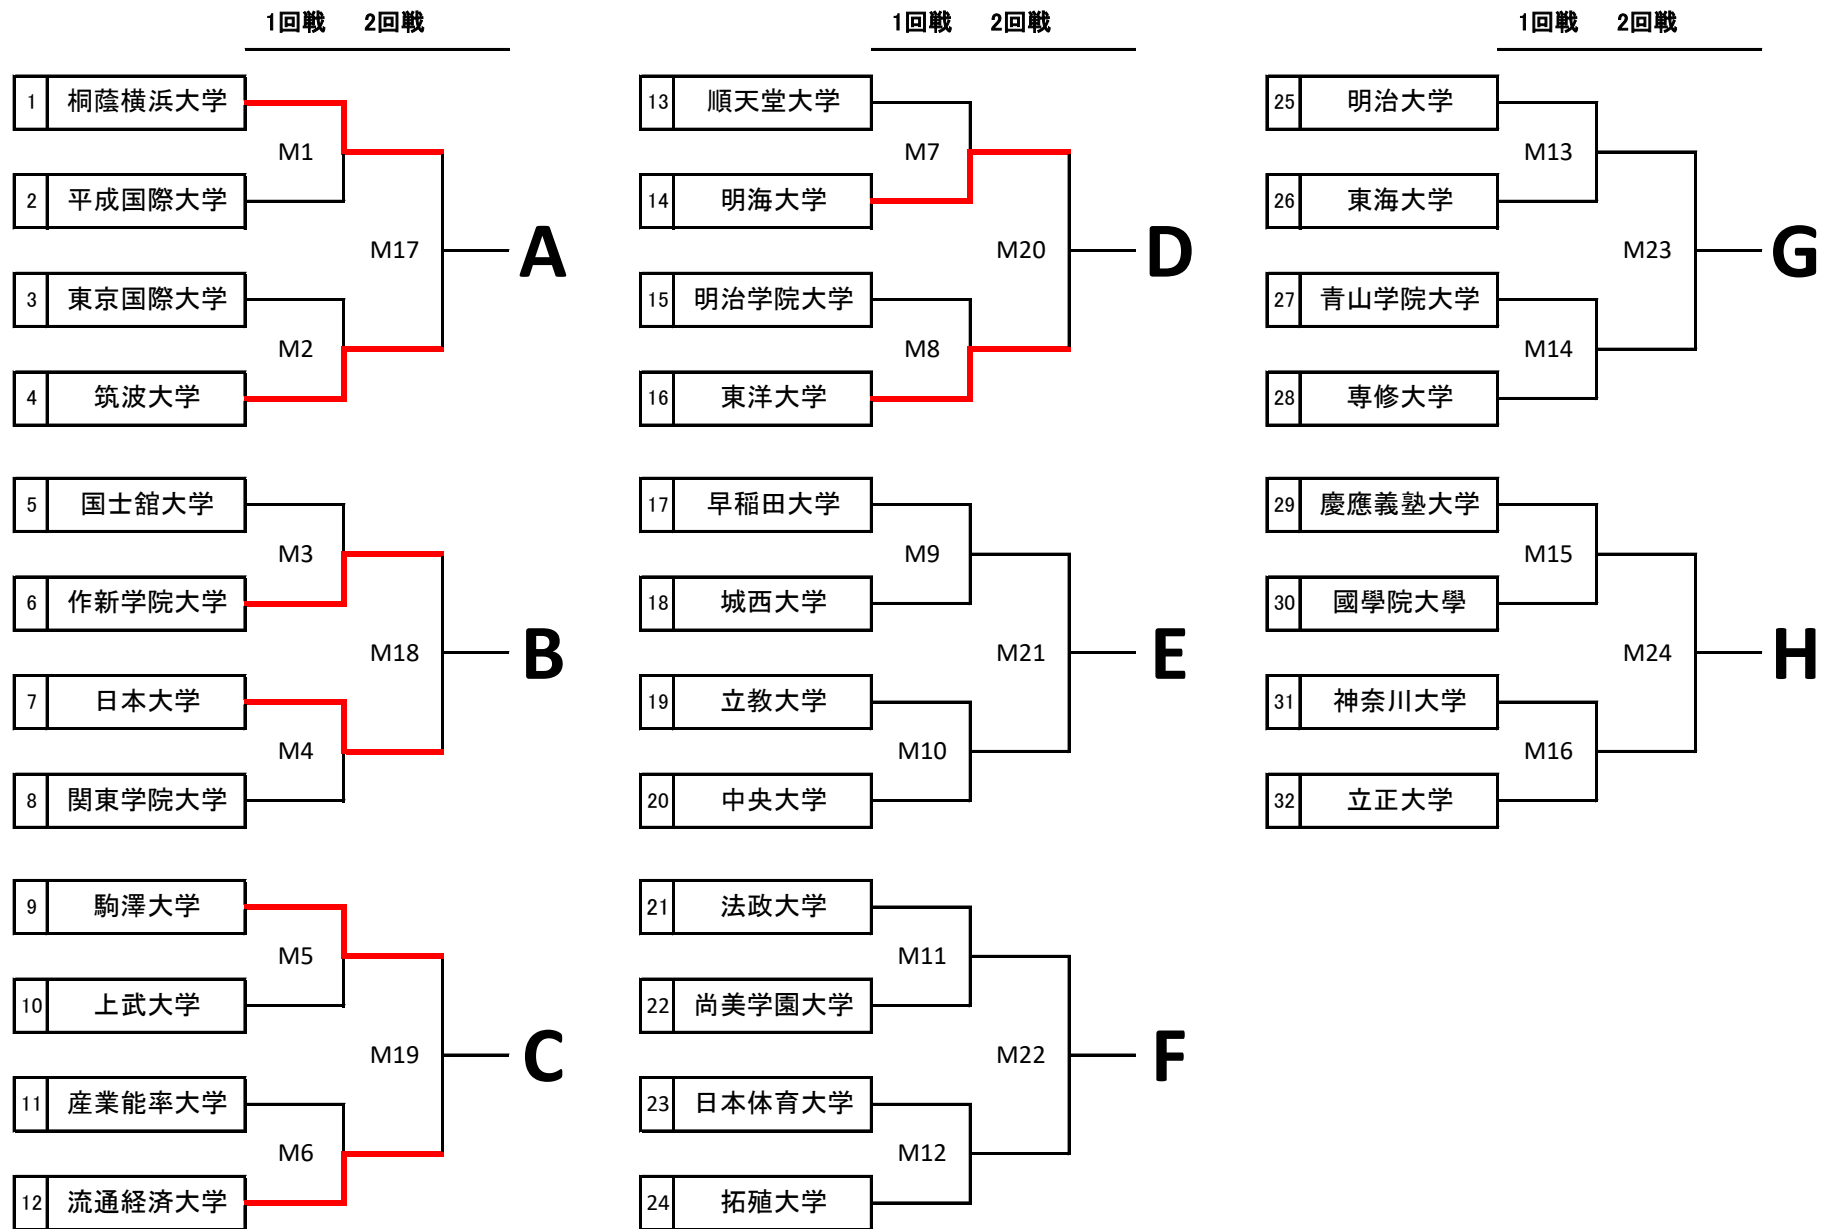 1回戦 2回戦
1 桐蔭横浜大学
M1
2 平成国際大学
M17
A
3 東京国際大学
M2
4 筑波大学
5 国士舘大学
M3
6 作新学院大学
M18
B
7 日本大学
M4
8 関東学院大学
9 駒澤大学
M5
10 上武大学
M19
C
11 産業能率大学
M6
12 流通経済大学
1回戦 2回戦
13 順天堂大学
M7
14 明海大学
M20
D
15 明治学院大学
M8
16 東洋大学
17 早稲田大学
M9
18 城西大学
M21
E
19 立教大学
M10
20 中央大学
21 法政大学
M11
22 尚美学園大学
M22
F
23 日本体育大学
M12
24 拓殖大学
1回戦 2回戦
25 明治大学
M13
26 東海大学
M23
G
27 青山学院大学
M14
28 専修大学
29 慶應義塾大学
M15
30 國學院大學
M24
H
31 神奈川大学
M16
32 立正大学